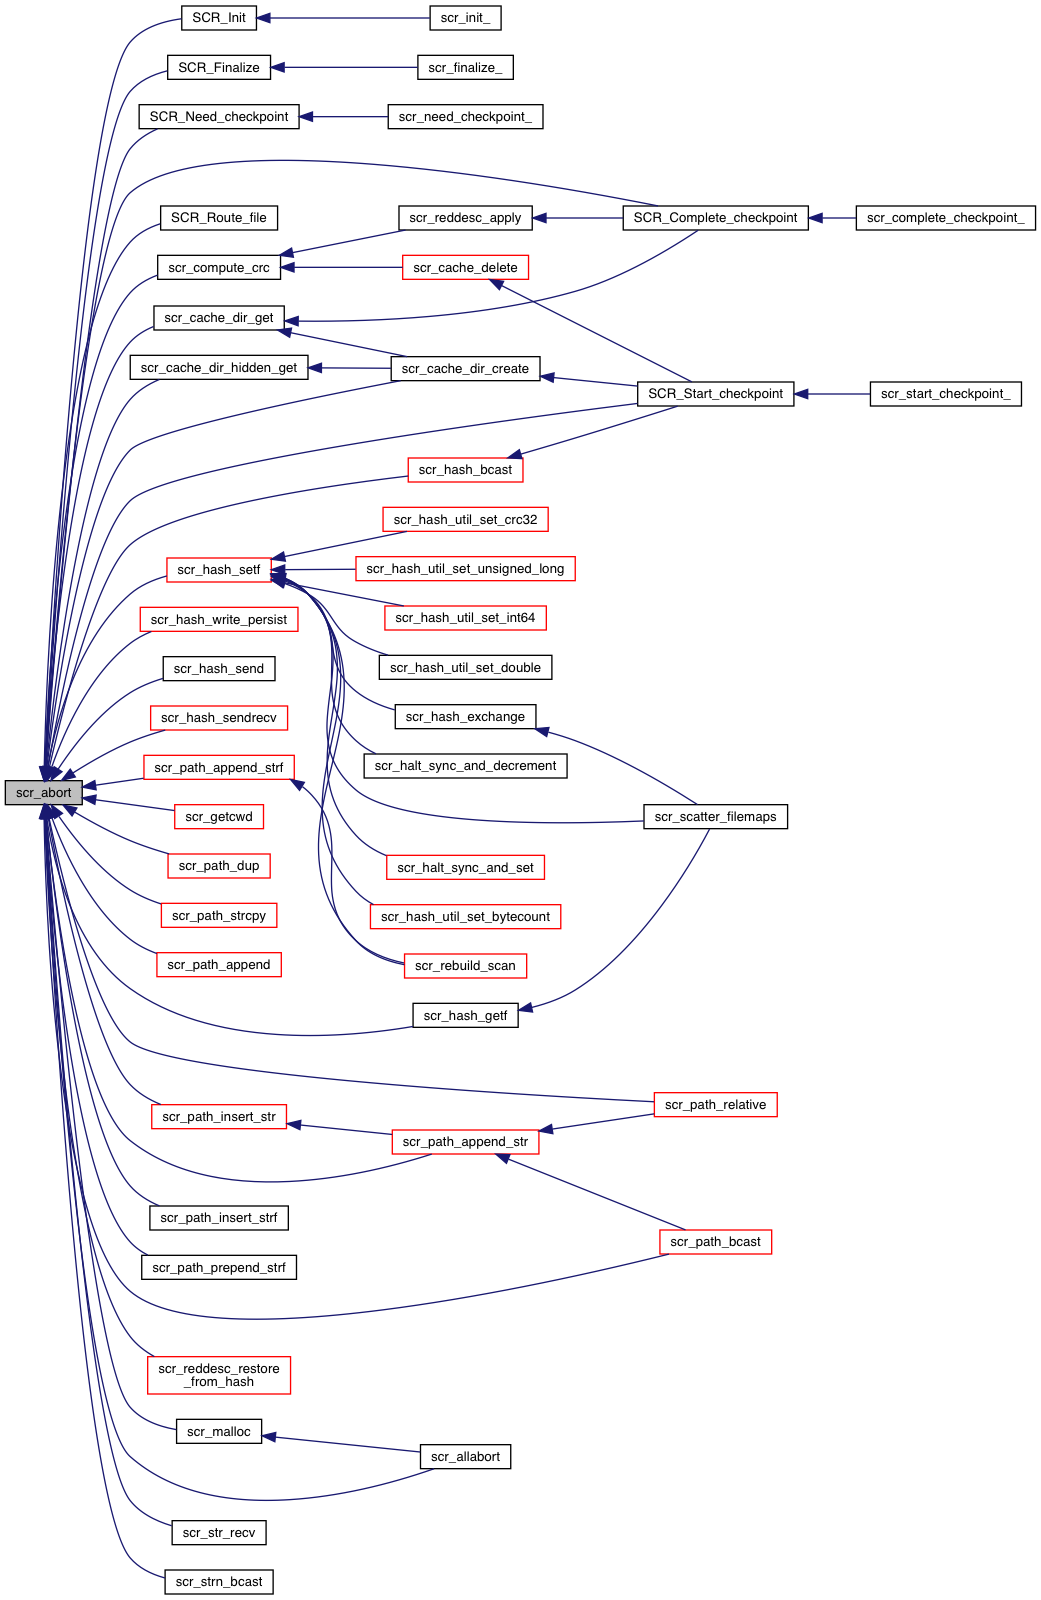 SCR_Init
scr_init_
SCR_Finalize
scr_finalize_
SCR_Need_checkpoint
scr_need_checkpoint_
SCR_Route_file
scr_reddesc_apply
SCR_Complete_checkpoint
scr_complete_checkpoint_
scr_compute_crc
scr_cache_delete
scr_cache_dir_get
scr_cache_dir_hidden_get
scr_cache_dir_create
SCR_Start_checkpoint
scr_start_checkpoint_
scr_hash_bcast
scr_hash_util_set_crc32
scr_hash_setf
scr_hash_util_set_unsigned_long
scr_hash_write_persist
scr_hash_util_set_int64
scr_hash_send
scr_hash_util_set_double
scr_hash_sendrecv
scr_hash_exchange
scr_path_append_strf
scr_halt_sync_and_decrement
scr_abort
scr_getcwd
scr_scatter_filemaps
scr_path_dup
scr_halt_sync_and_set
scr_path_strcpy
scr_hash_util_set_bytecount
scr_path_append
scr_rebuild_scan
scr_hash_getf
scr_path_relative
scr_path_insert_str
scr_path_append_str
scr_path_insert_strf
scr_path_bcast
scr_path_prepend_strf
scr_reddesc_restore
_from_hash
scr_malloc
scr_allabort
scr_str_recv
scr_strn_bcast